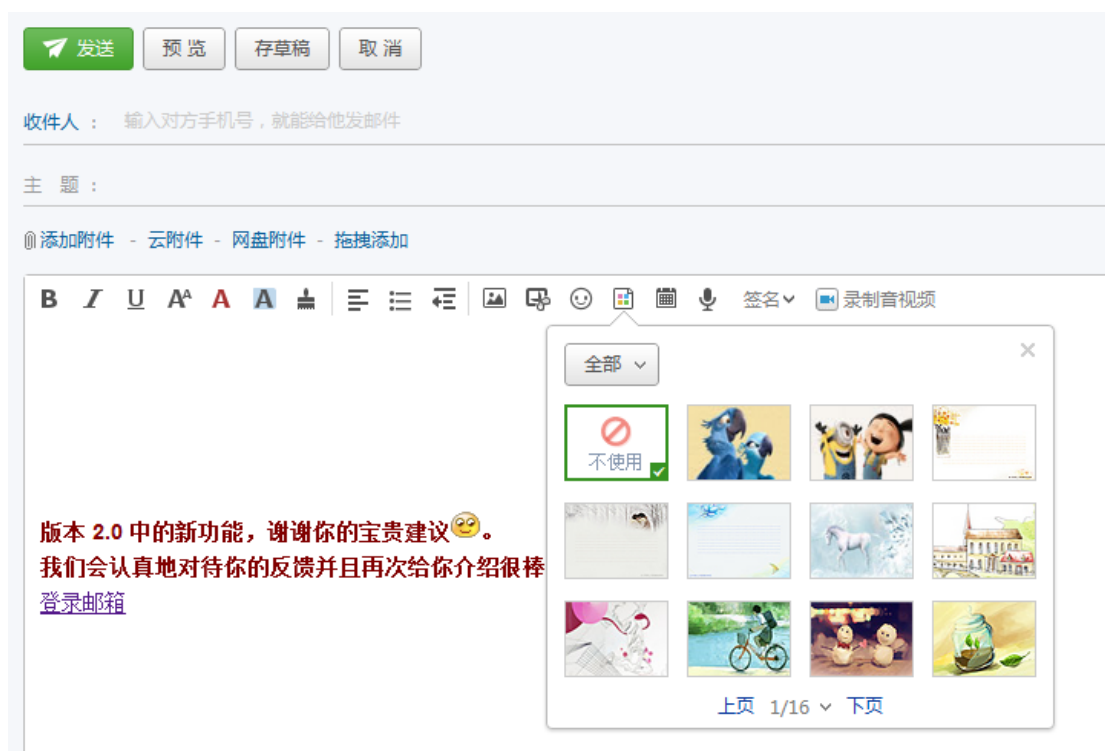 发送 预 览 存草稿 取 消
收件人 : 输入对方手机号，就能给他发邮件
主 题 :
添加附件 - 云附件 - 网盘附件 - 拖拽添加
B I U AA A A 签名 录制音视频
全部
不使用
版本 2.0 中的新功能，谢谢你的宝贵建议。
我们会认真地对待你的反馈并且再次给你介绍很棒
登录邮箱
上页 1/16 下页